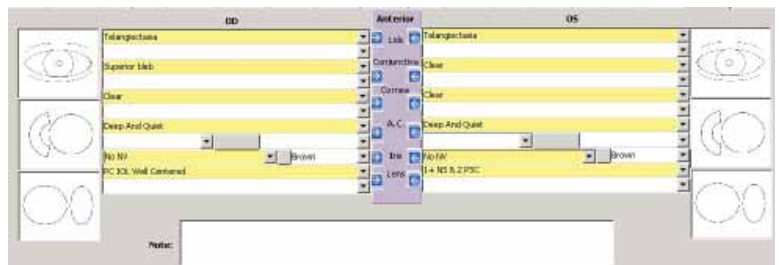 OD Anterior OS
Telangiectasia Lids Telangiectasia
Superior bleb Conjunctiva Clear
Clear Cornea Clear
Deep And Quiet A.C. Deep And Quiet
No NV Brown Iris No NV Brown
PC IOL Well Centered Lens 1+ NS & 2 PSC
Note: